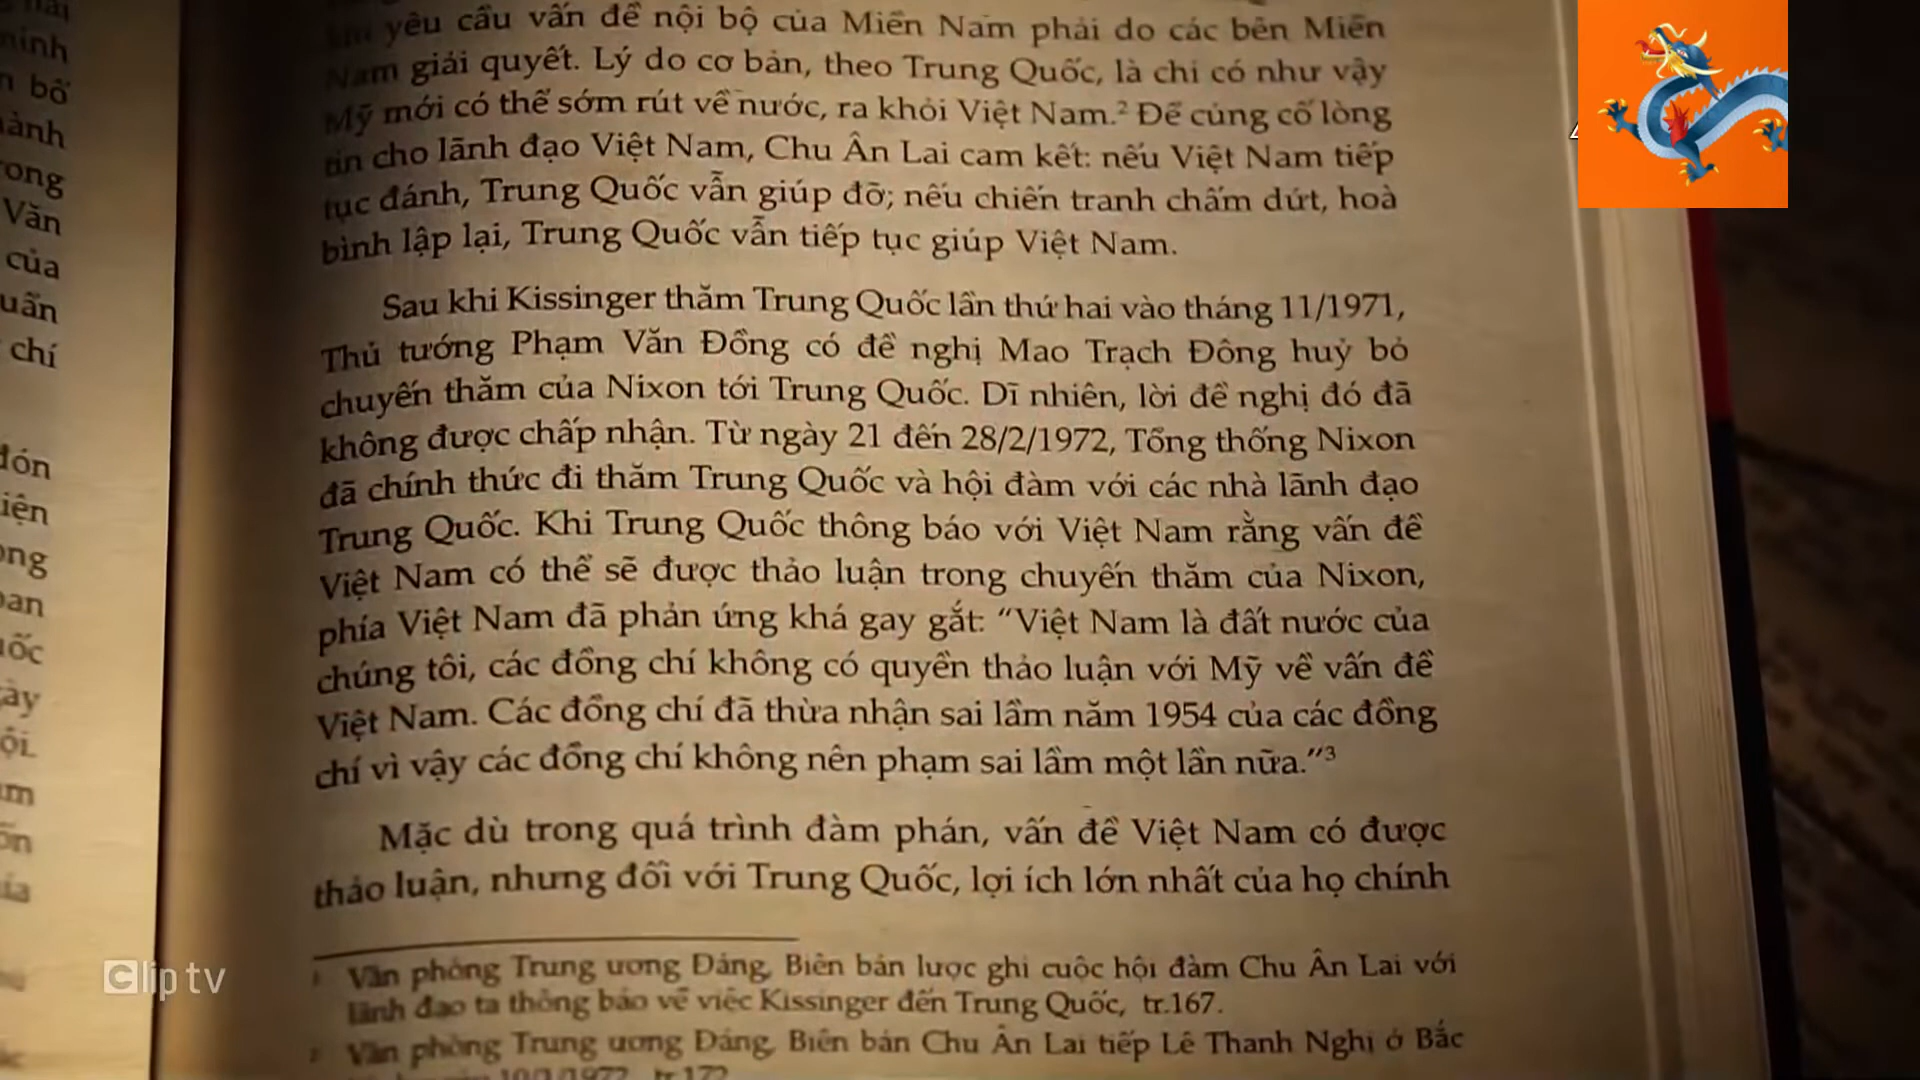 yêu cầu vấn đề nội bộ của Miền Nam phải do các bên Miền
Nam giải quyết. Lý do cơ bản, theo Trung Quốc, là chỉ có như vậy
Mỹ mới có thể sớm rút về nước, ra khỏi Việt Nam.² Để củng cố lòng
tin cho lãnh đạo Việt Nam, Chu Ân Lai cam kết: nếu Việt Nam tiếp
tục đánh, Trung Quốc vẫn giúp đỡ; nếu chiến tranh chấm dứt, hoà
bình lập lại, Trung Quốc vẫn tiếp tục giúp Việt Nam.
Sau khi Kissinger thăm Trung Quốc lần thứ hai vào tháng 11/1971,
Thủ tướng Phạm Văn Đồng có đề nghị Mao Trạch Đông huỷ bỏ
chuyến thăm của Nixon tới Trung Quốc. Dĩ nhiên, lời đề nghị đó đã
không được chấp nhận. Từ ngày 21 đến 28/2/1972, Tổng thống Nixon
đã chính thức đi thăm Trung Quốc và hội đàm với các nhà lãnh đạo
Trung Quốc. Khi Trung Quốc thông báo với Việt Nam rằng vấn đề
Việt Nam có thể sẽ được thảo luận trong chuyến thăm của Nixon,
phía Việt Nam đã phản ứng khá gay gắt: “Việt Nam là đất nước của
chúng tôi, các đồng chí không có quyền thảo luận với Mỹ về vấn đề
Việt Nam. Các đồng chí đã thừa nhận sai lầm năm 1954 của các đồng
chí vì vậy các đồng chí không nên phạm sai lầm một lần nữa.”³
Mặc dù trong quá trình đàm phán, vấn đề Việt Nam có được
thảo luận, nhưng đối với Trung Quốc, lợi ích lớn nhất của họ chính
¹ Văn phòng Trung ương Đảng, Biên bản lược ghi cuộc hội đàm Chu Ân Lai với
lãnh đạo ta thông báo về việc Kissinger đến Trung Quốc, tr.167.
² Văn phòng Trung ương Đảng, Biên bản Chu Ân Lai tiếp Lê Thanh Nghị ở Bắc
bố
Văn
của
chí
Clip tv